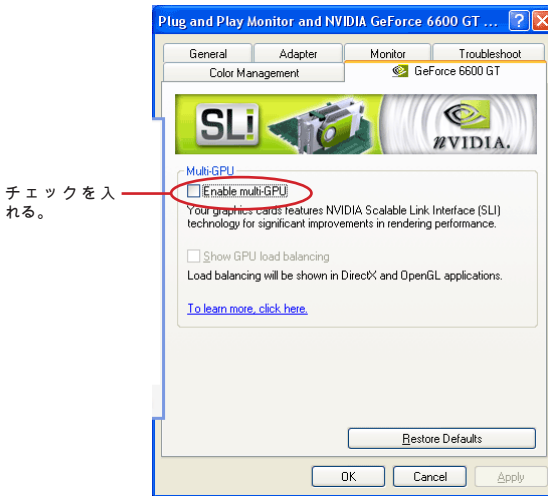 Plug and Play Monitor and NVIDIA GeForce 6600 GT ...
General Adapter Monitor Troubleshoot
Color Management GeForce 6600 GT
SLI NVIDIA.
Multi-GPU
Enable multi-GPU
チェックを入
れる。
Your graphics cards features NVIDIA Scalable Link
Interface (SLI)
technology for significant improvements in rendering performance.
Show GPU load balancing
Load balancing will be shown in DirectX and OpenGL applications.
To learn more, click here.
Restore Defaults
OK Cancel Apply